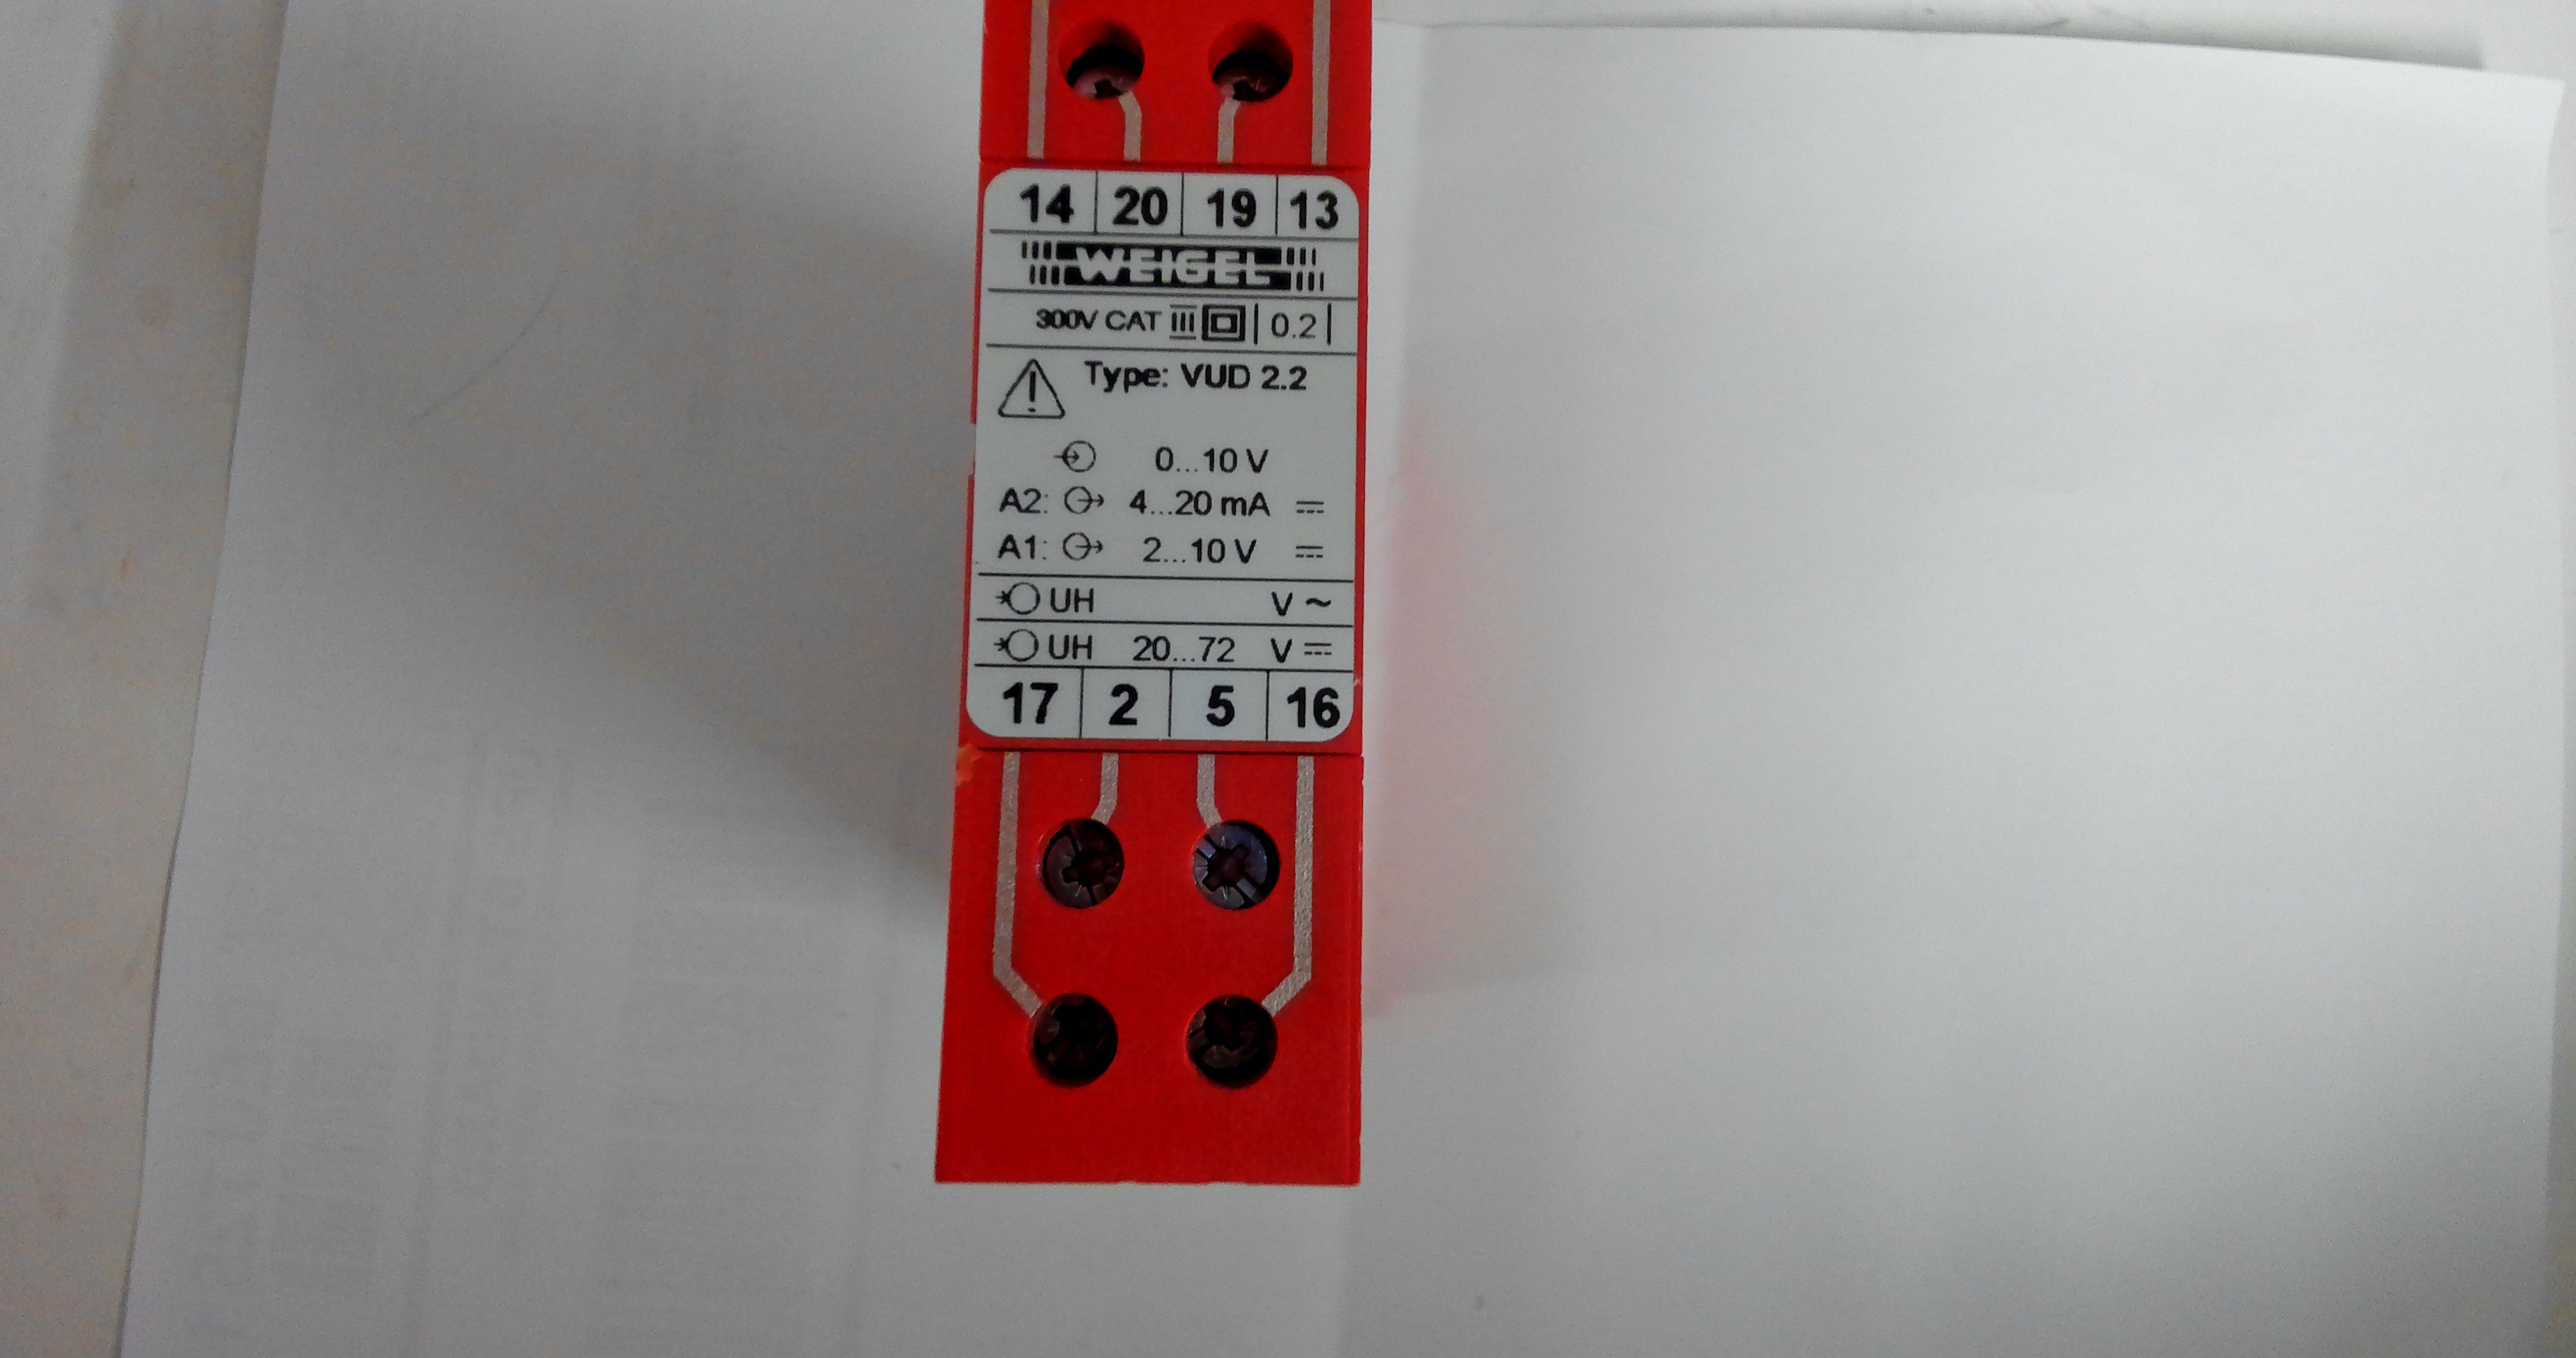 14 20 19 13
WEIGEL
300V CAT III 0.2
Type: VUD 2.2
0...10 V
A2: 4...20 mA
A1: 2...10 V
UH V ~
UH 20...72 V
17 2 5 16